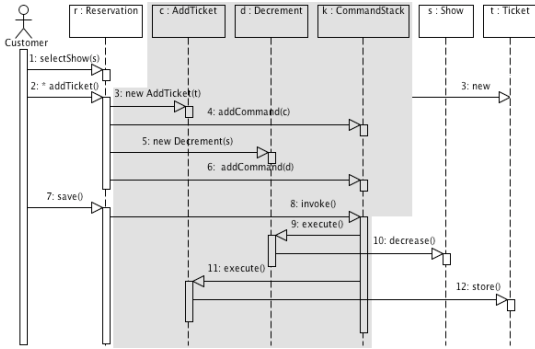 r : Reservation
c : AddTicket
d : Decrement
k : CommandStack
s : Show
t : Ticket
Customer
1: selectShow(s)
2: * addTicket()
3: new AddTicket(t)
3: new
4: addCommand(c)
5: new Decrement(s)
6: addCommand(d)
7: save()
8: invoke()
9: execute()
10: decrease()
11: execute()
12: store()